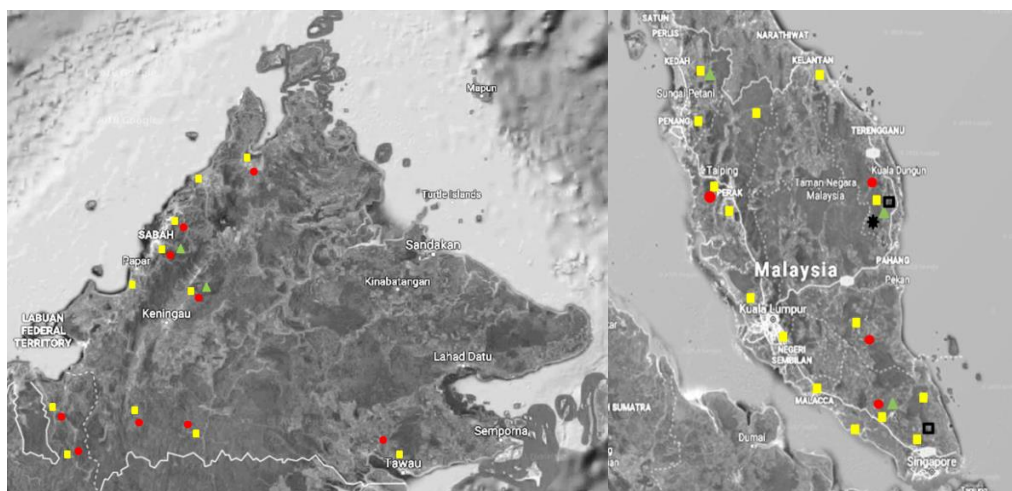 Mapun
Turtle Islands
SABAH
Sandakan
Papar
Kinabatangan
LABUAN
FEDERAL
TERRITORY
Keningau
Lahad Datu
Semporna
Tawau
SATUN
PERLIS
NARATHIWAT
KEDAH
KELANTAN
Sungai Petani
PENANG
TERENGGANU
Taiping
Kuala Dungun
PERAK
Taman Negara
Malaysia
PAHANG
Malaysia
Pekan
Kuala Lumpur
NEGERI
SEMBILAN
MALACCA
SUMATRA
Dumai
Singapore